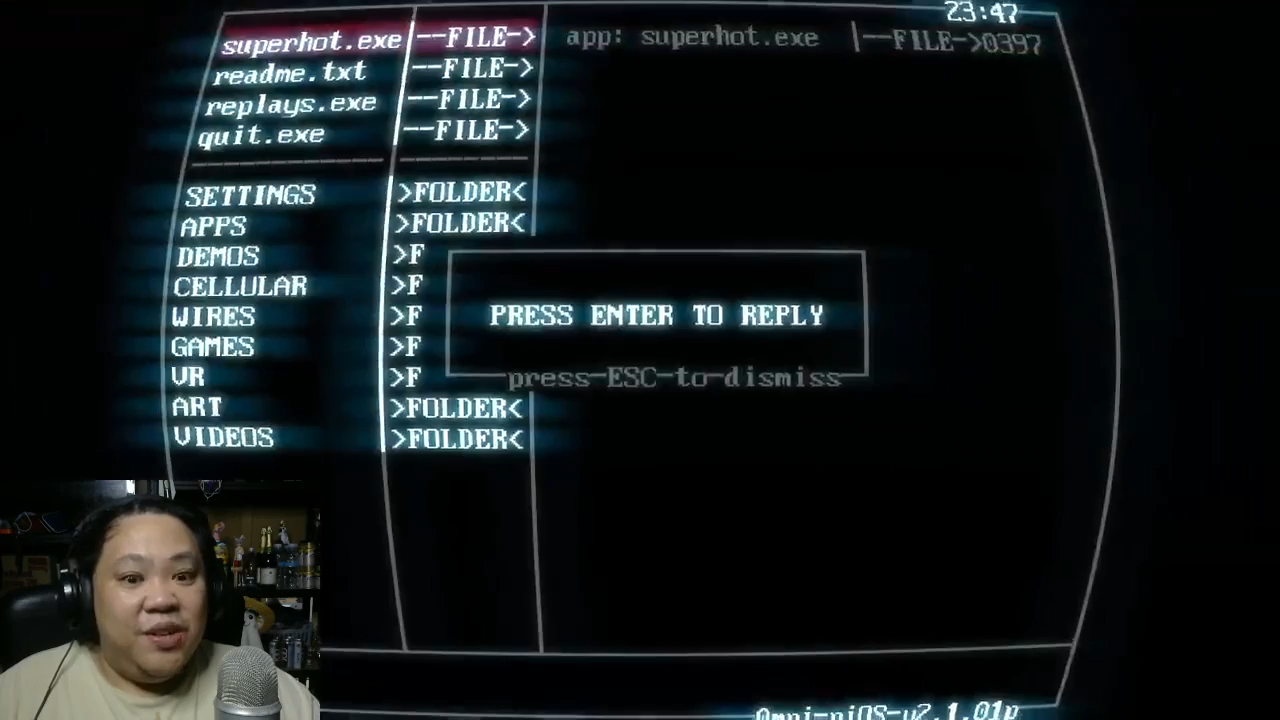 23:47
superhot.exe --FILE-> app: superhot.exe |--FILE->0397
readme.txt --FILE->
replays.exe --FILE->
quit.exe --FILE->
SETTINGS >FOLDER<
APPS >FOLDER<
DEMOS >F
CELLULAR >F
WIRES >F
GAMES >F
VR >F
ART >FOLDER<
VIDEOS >FOLDER<
PRESS ENTER TO REPLY
press ESC to dismiss